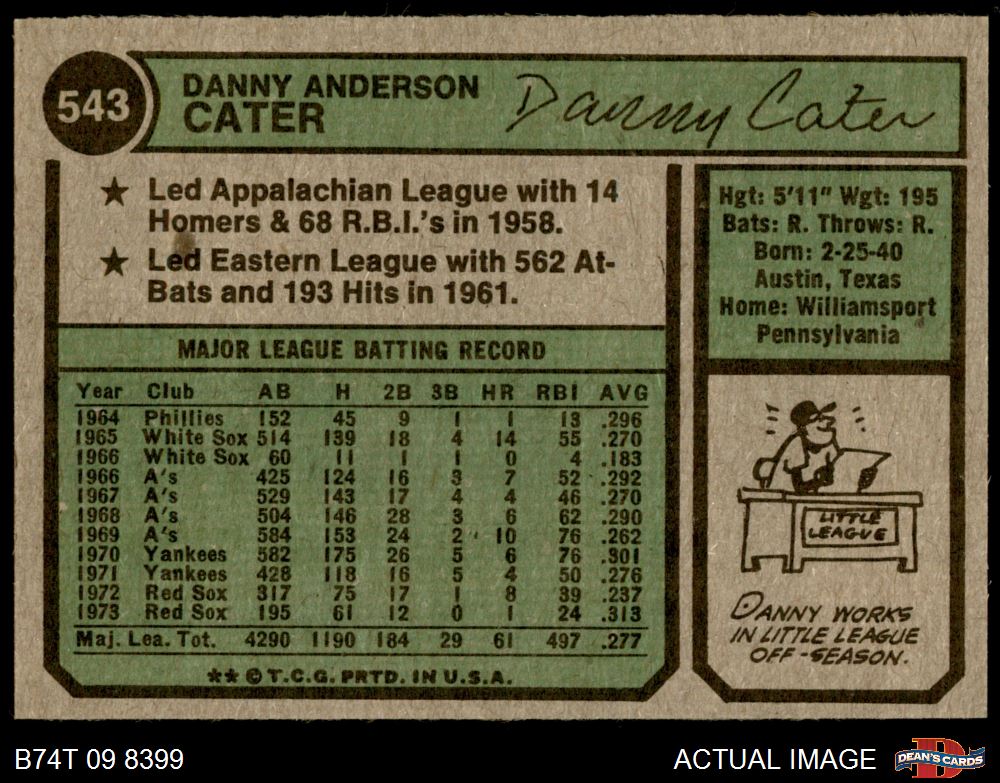 543
DANNY ANDERSON
CATER
Danny Cater
★ Led Appalachian League with 14
Homers & 68 R.B.I.'s in 1958.
★ Led Eastern League with 562 At-
Bats and 193 Hits in 1961.
MAJOR LEAGUE BATTING RECORD
Year Club AB H 2B 3B HR RBI AVG
1964 Phillies 152 45 9 1 1 13 .296
1965 White Sox 514 139 18 4 14 55 .270
1966 White Sox 60 11 1 1 0 4 .183
1966 A's 425 124 16 3 7 52 .292
1967 A's 529 143 17 4 4 46 .270
1968 A's 504 146 28 3 6 62 .290
1969 A's 584 153 24 2 10 76 .262
1970 Yankees 582 175 26 5 6 76 .301
1971 Yankees 428 118 16 5 4 50 .276
1972 Red Sox 317 75 17 1 8 39 .237
1973 Red Sox 195 61 12 0 1 24 .313
Maj. Lea. Tot. 4290 1190 184 29 61 497 .277
★★ © T.C.G. PRTD. IN U.S.A.
Hgt: 5'11" Wgt: 195
Bats: R. Throws: R.
Born: 2-25-40
Austin, Texas
Home: Williamsport
Pennsylvania
LITTLE
LEAGUE
DANNY WORKS
IN LITTLE LEAGUE
OFF-SEASON.
B74T 09 8399
ACTUAL IMAGE
D
DEAN'S CARDS